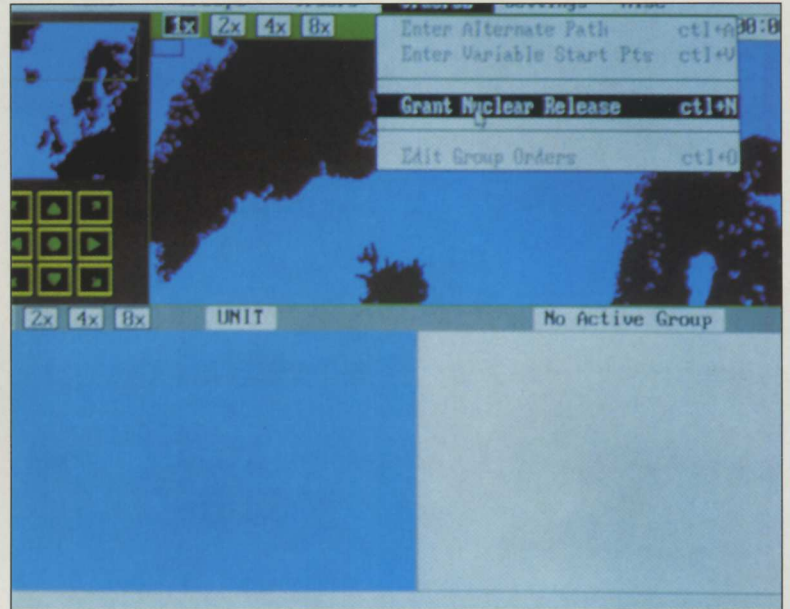 1x 2x 4x 8x
Enter Alternate Path ctl+A
Enter Variable Start Pts ctl+V
Grant Nuclear Release ctl+N
Edit Group Orders ctl+O
2x 4x 8x UNIT No Active Group